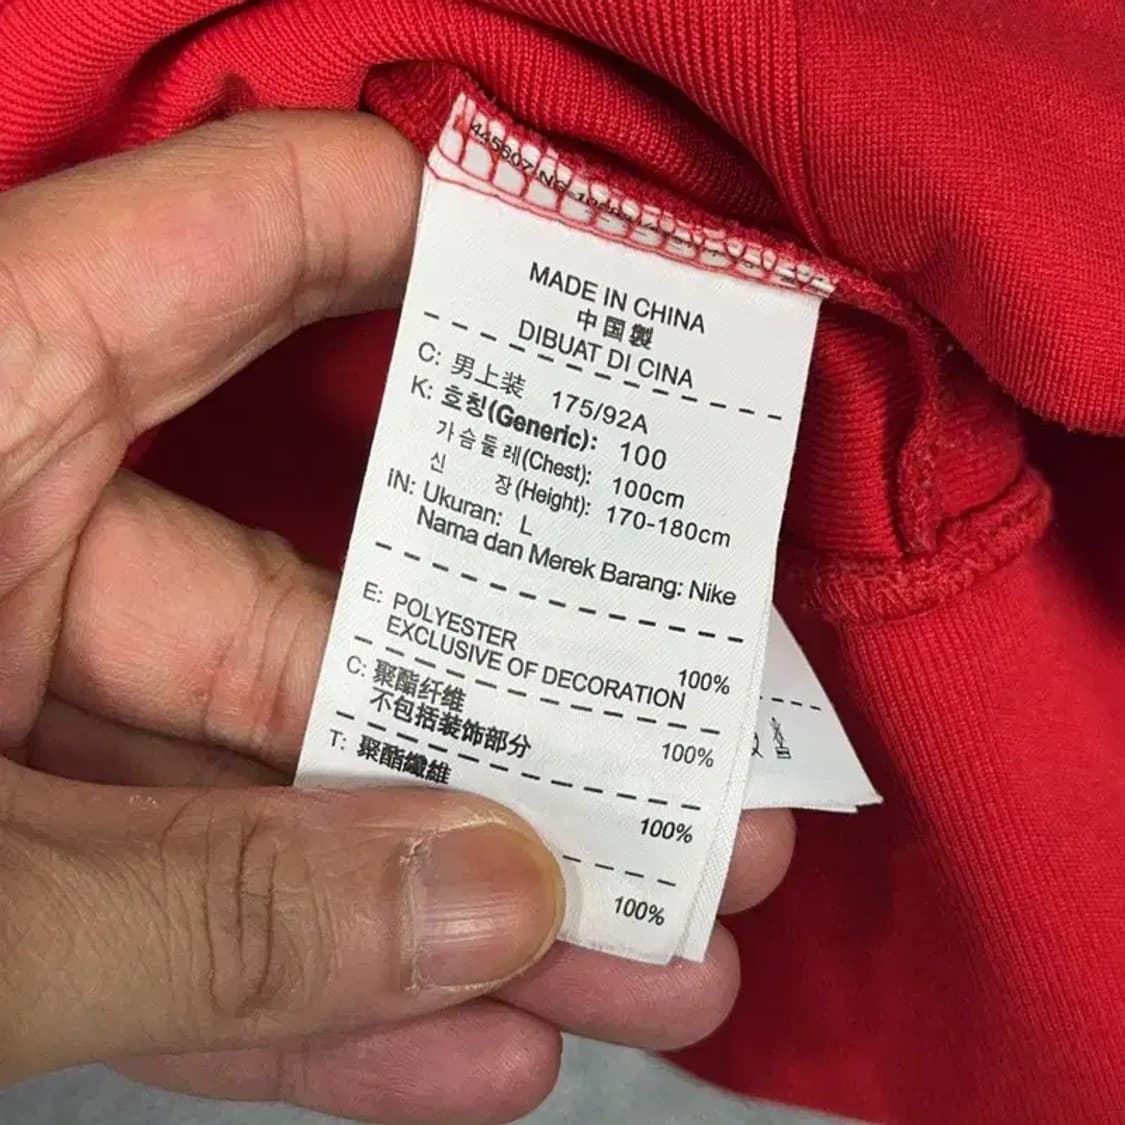 MADE IN CHINA
中国製
DIBUAT DI CINA
C: 男上装 175/92A
K: 호칭(Generic): 100
가슴둘레(Chest): 100cm
신장(Height): 170-180cm
IN: Ukuran: L
Nama dan Merek Barang: Nike
E: POLYESTER 100%
EXCLUSIVE OF DECORATION
C: 聚酯纤维 100%
不包括装饰部分
T: 聚酯纖維 100%
100%